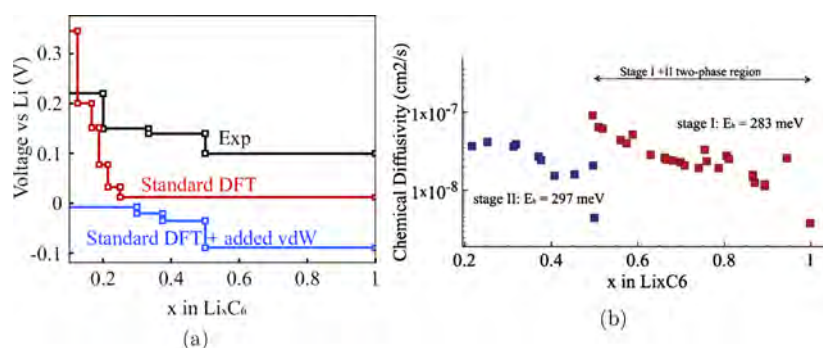 Voltage vs Li (V)
0.3
0.2
0.1
0
-0.1
Exp
Standard DFT
Standard DFT + added vdW
0.2 0.4 0.6 0.8 1
x in LixC6
(a)
Chemical Diffusivity (cm2/s)
1x10-7
1x10-8
Stage I +II two-phase region
stage I: Eb = 283 meV
stage II: Eb = 297 meV
0.2 0.4 0.6 0.8 1
x in LixC6
(b)